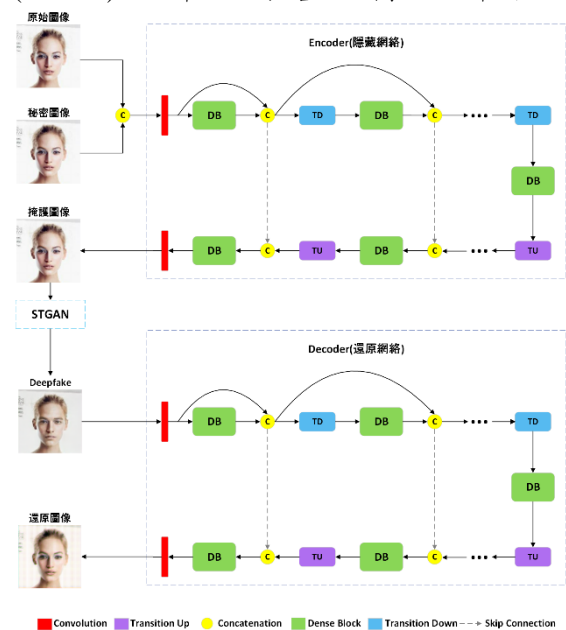 原始圖像
Encoder(隱藏網絡)
C
DB
C
TD
DB
C
TD
秘密圖像
DB
掩護圖像
DB
C
TU
DB
C
TU
STGAN
Decoder(還原網絡)
Deepfake
DB
C
TD
DB
C
TD
DB
還原圖像
DB
C
TU
DB
C
TU
Convolution Transition Up Concatenation Dense Block Transition Down Skip Connection